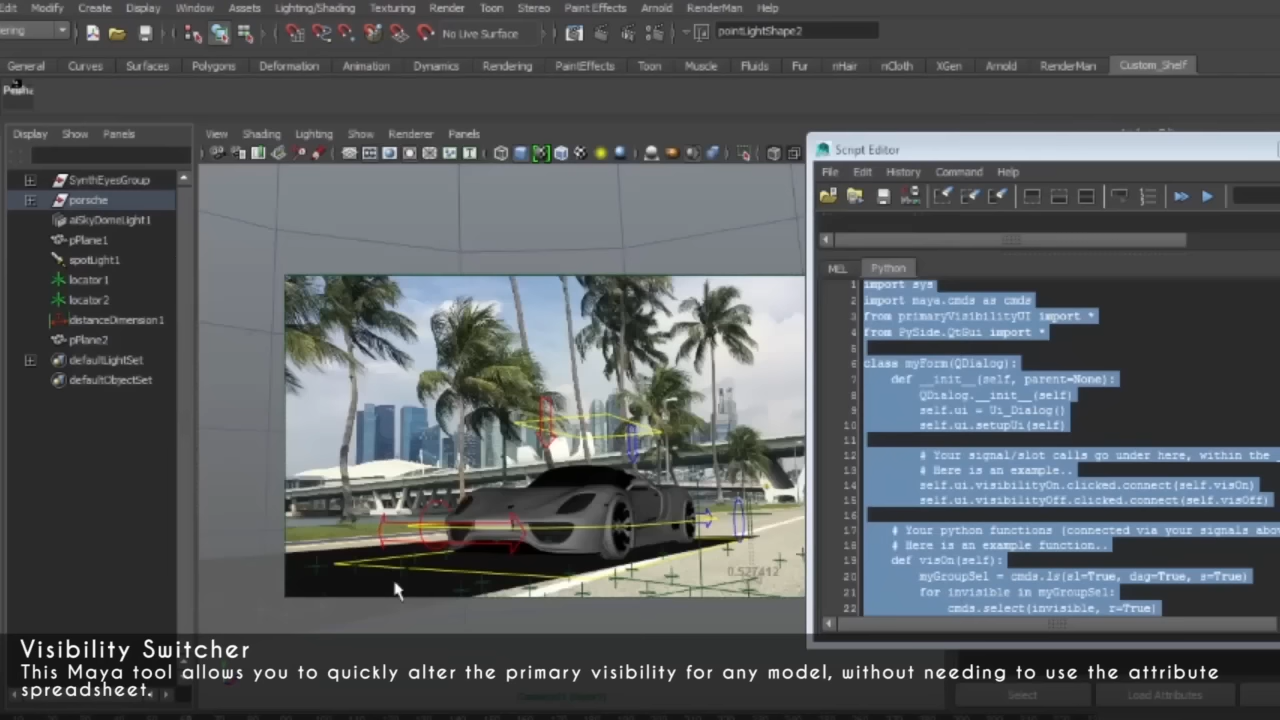 Edit Modify Create Display Window Assets Lighting/Shading Texturing Render Toon Stereo Paint Effects Arnold RenderMan Help
No Live Surface pointLightShape2
General Curves Surfaces Polygons Deformation Animation Dynamics Rendering PaintEffects Toon Muscle Fluids Fur nHair nCloth XGen Arnold RenderMan Custom_Shelf
Display Show Panels
View Shading Lighting Show Renderer Panels
SynthEyesGroup
porsche
aiSkyDomeLight1
pPlane1
spotLight1
locator1
locator2
distanceDimension1
pPlane2
defaultLightSet
defaultObjectSet
0.527412
Script Editor
File Edit History Command Help
MEL Python
1 import sys
2 import maya.cmds as cmds
3 from primaryVisibilityUI import *
4 from PySide.QtGui import *
5
6 class myForm(QDialog):
7 def __init__(self, parent=None):
8 QDialog.__init__(self)
9 self.ui = Ui_Dialog()
10 self.ui.setupUi(self)
11
12 # Your signal/slot calls go under here, within the _
13 # Here is an example..
14 self.ui.visibilityOn.clicked.connect(self.visOn)
15 self.ui.visibilityOff.clicked.connect(self.visOff)
16
17 # Your python functions (connected via your signals abo
18 # Here is an example function..
19 def visOn(self):
20 myGroupSel = cmds.ls(sl=True, dag=True, s=True)
21 for invisible in myGroupSel:
22 cmds.select(invisible, r=True)
Select Load Attributes
Visibility Switcher
This Maya tool allows you to quickly alter the primary visibility for any model, without needing to use the attribute
spreadsheet.